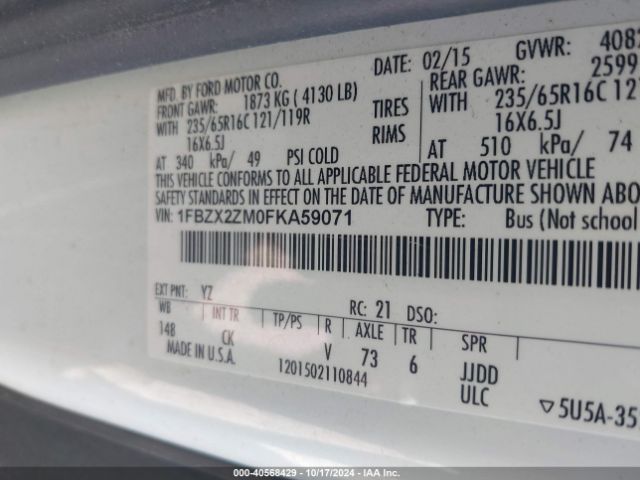 MFD. BY FORD MOTOR CO. DATE: 02/15 GVWR: 4082
FRONT GAWR: 1873 KG ( 4130 LB) REAR GAWR: 2599
WITH 235/65R16C 121/119R TIRES WITH 235/65R16C 12
16X6.5J RIMS 16X6.5J
AT 340 kPa/ 49 PSI COLD AT 510 kPa/ 74
THIS VEHICLE CONFORMS TO ALL APPLICABLE FEDERAL MOTOR VEHICLE
SAFETY STANDARDS IN EFFECT ON THE DATE OF MANUFACTURE SHOWN ABO
VIN: 1FBZX2ZM0FKA59071 TYPE: Bus (Not school
EXT PNT: YZ RC: 21 DSO:
WB INT TR TP/PS R AXLE TR SPR
148 CK V 73 6 JJDD
MADE IN U.S.A. 1201502110844 ULC
5U5A-35
000-40568429 - 10/17/2024 - IAA Inc.